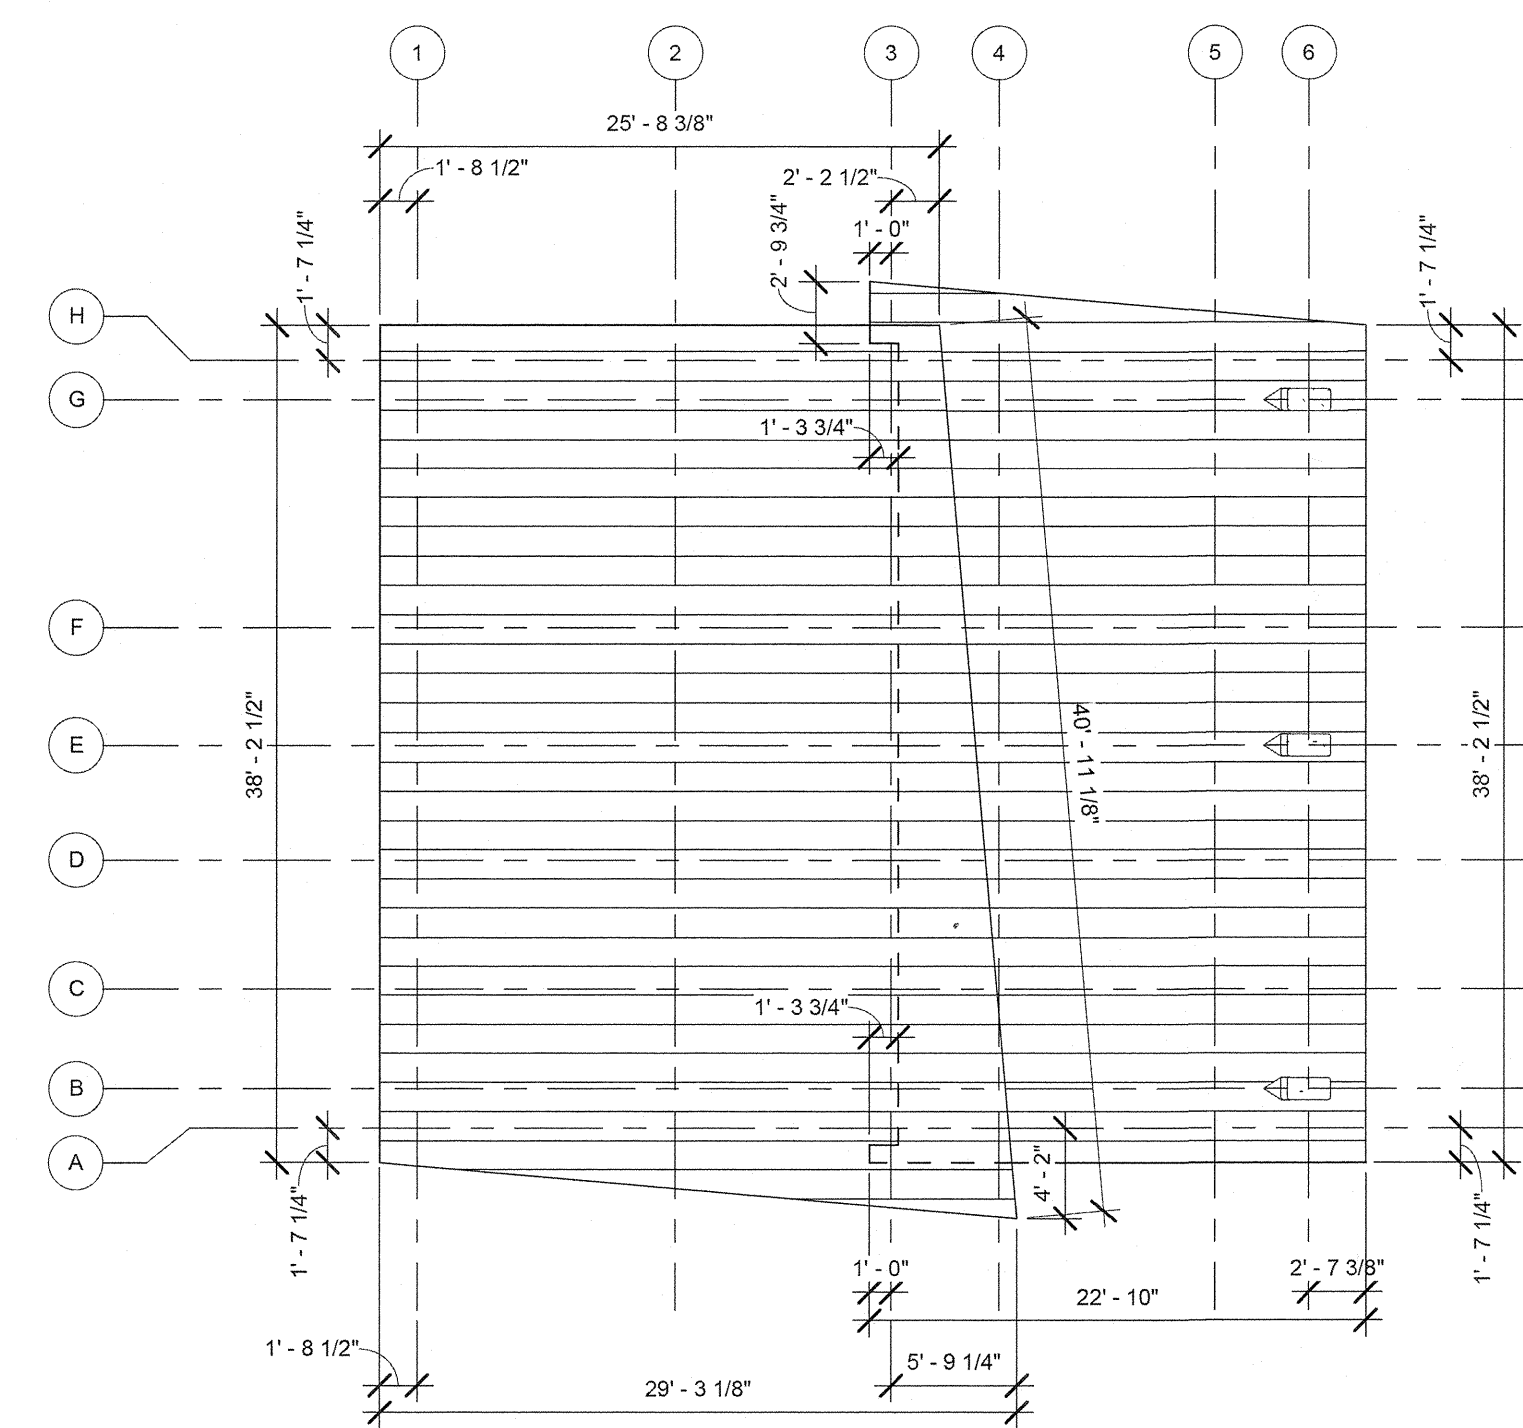 1 2 3 4 5 6
25' - 8 3/8"
1' - 8 1/2"
2' - 2 1/2"
2' - 9 3/4"
1' - 0"
1' - 7 1/4"
1' - 7 1/4"
H
G
1' - 3 3/4"
F
E
38' - 2 1/2"
40' - 11 1/8"
38' - 2 1/2"
D
C
1' - 3 3/4"
B
A
4' - 2"
1' - 7 1/4"
1' - 7 1/4"
1' - 0"
2' - 7 3/8"
22' - 10"
1' - 8 1/2"
5' - 9 1/4"
29' - 3 1/8"